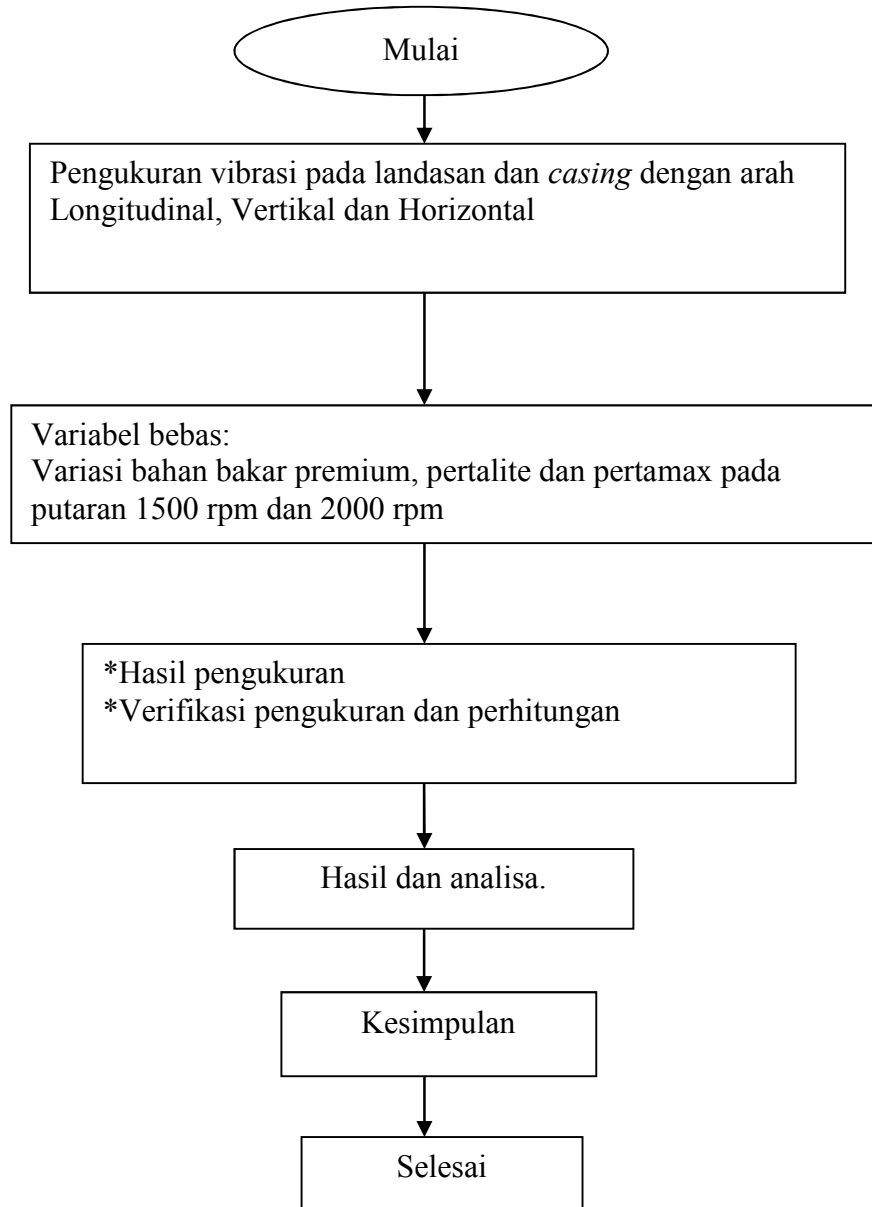 Mulai
Pengukuran vibrasi pada landasan dan casing dengan arah
Longitudinal, Vertikal dan Horizontal
Variabel bebas:
Variasi bahan bakar premium, pertalite dan pertamax pada
putaran 1500 rpm dan 2000 rpm
*Hasil pengukuran
*Verifikasi pengukuran dan perhitungan
Hasil dan analisa.
Kesimpulan
Selesai